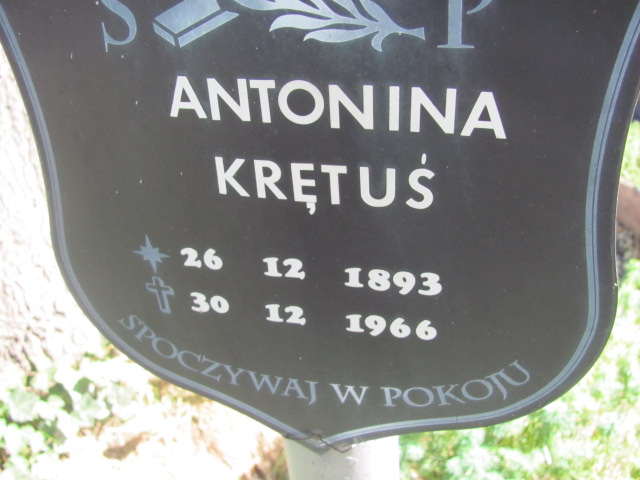 S P
ANTONINA
KRĘTUŚ
26 12 1893
30 12 1966
SPOCZYWAJ W POKOJU